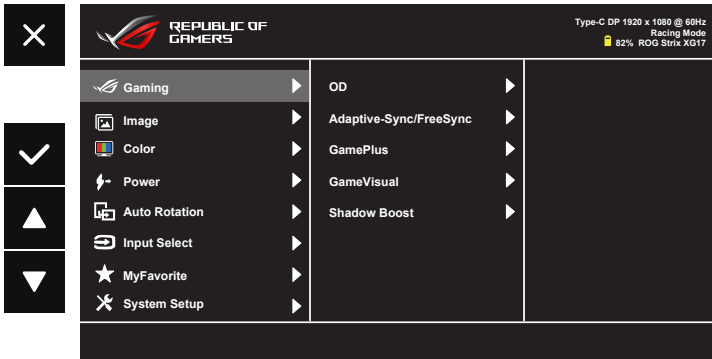 REPUBLIC OF
GAMERS
Type-C DP 1920 x 1080 @ 60Hz
Racing Mode
82% ROG Strix XG17
Gaming
Image
Color
Power
Auto Rotation
Input Select
MyFavorite
System Setup
OD
Adaptive-Sync/FreeSync
GamePlus
GameVisual
Shadow Boost